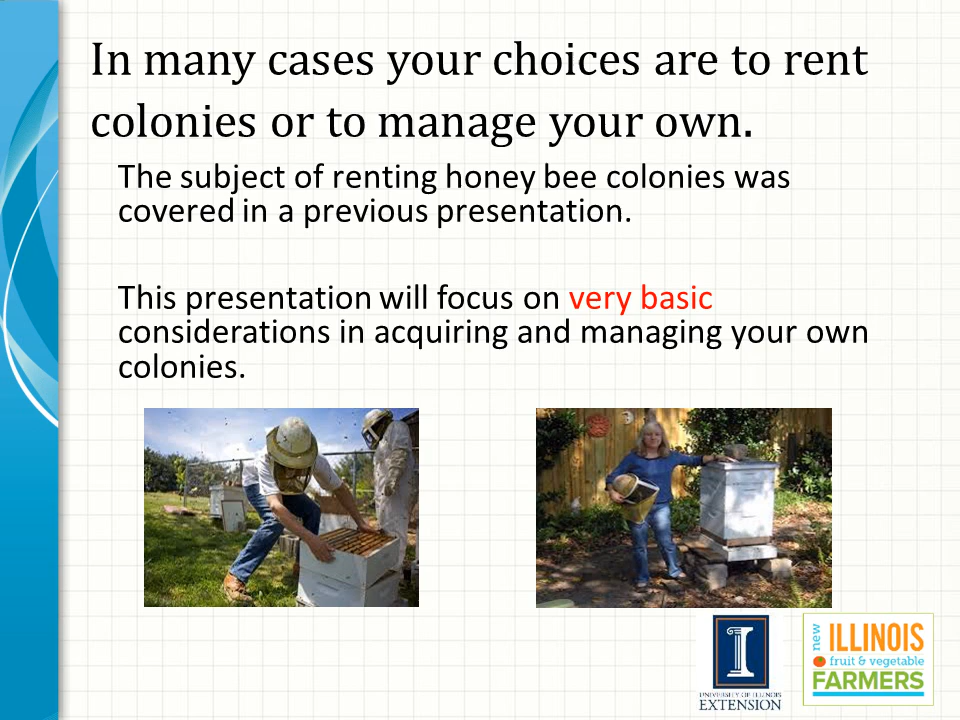 In many cases your choices are to rent
colonies or to manage your own.
The subject of renting honey bee colonies was
covered in a previous presentation.
This presentation will focus on very basic
considerations in acquiring and managing your own
colonies.
I
UNIVERSITY OF ILLINOIS
EXTENSION
new
ILLINOIS
fruit & vegetable
FARMERS